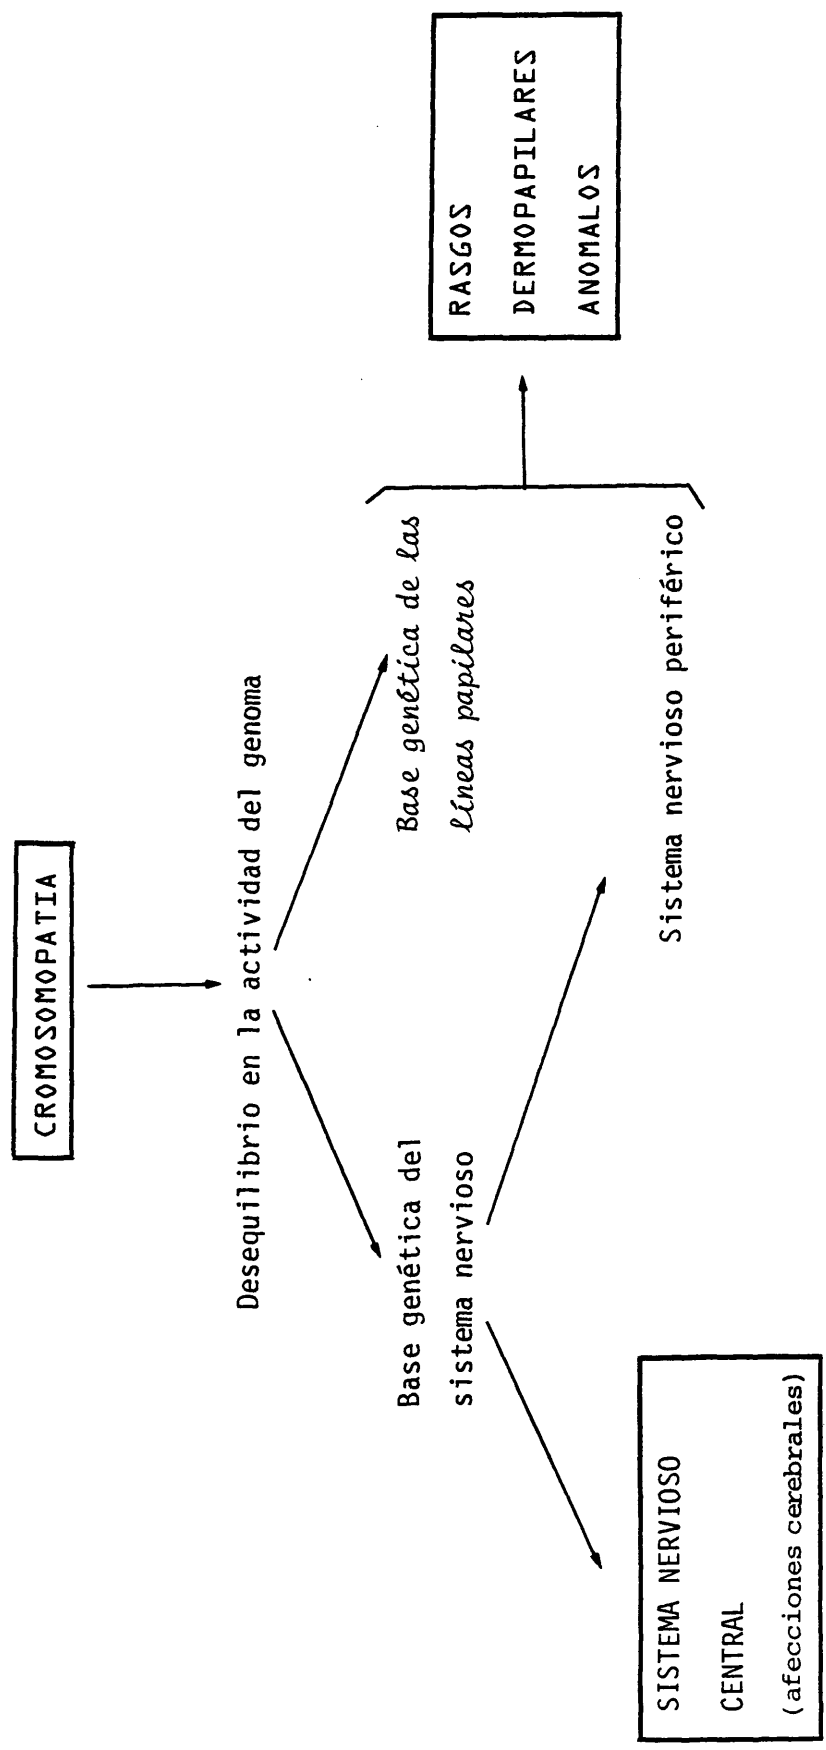 CROMOSOMOPATIA
Desequilibrio en la actividad del genoma
Base genética del
sistema nervioso
Base genética de las
líneas papilares
RASGOS
DERMOPAPILARES
ANOMALOS
SISTEMA NERVIOSO
CENTRAL
(afecciones cerebrales)
Sistema nervioso periférico